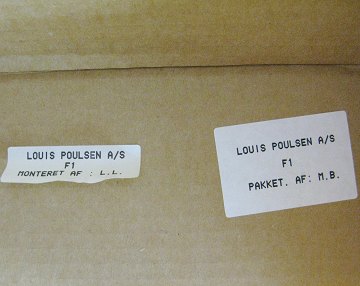 LOUIS POULSEN A/S
F1
MONTERET AF : L.L.
LOUIS POULSEN A/S
F1
PAKKET. AF: M.B.